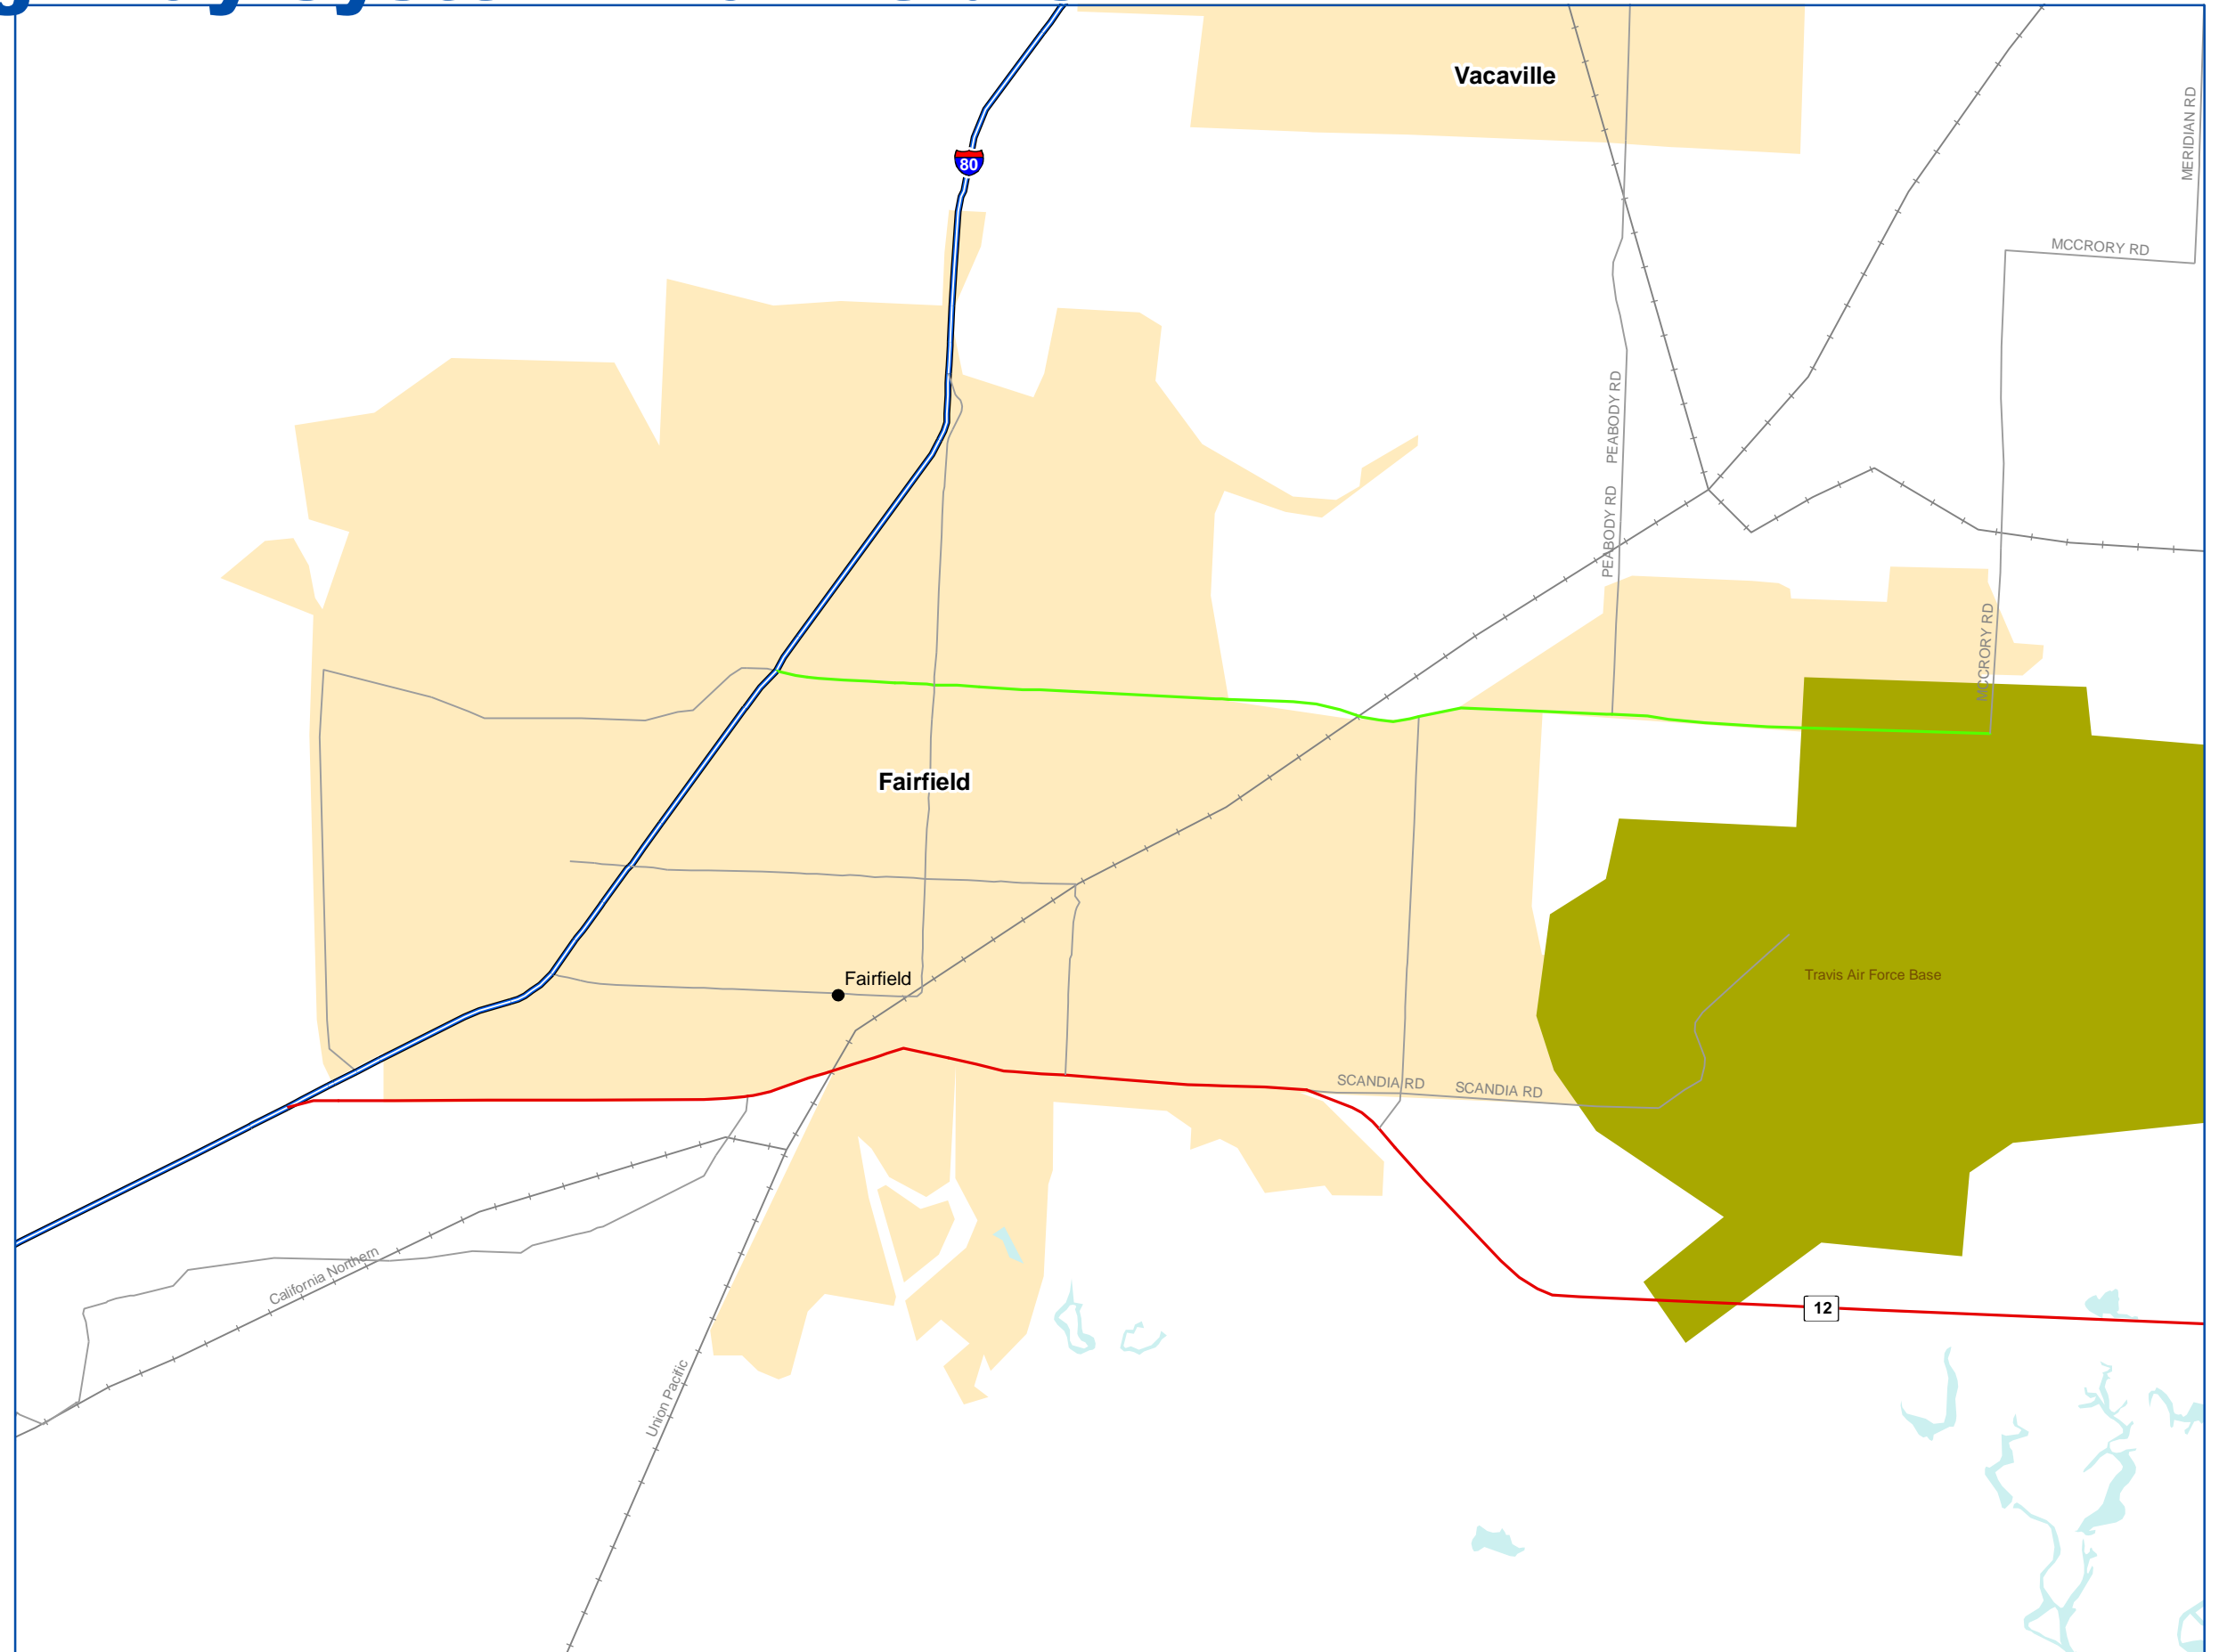 Vacaville
80
MERIDIAN RD
MCCRORY RD
PEABODY RD
PEABODY RD
MCCRORY RD
Fairfield
Fairfield
Travis Air Force Base
SCANDIA RD
SCANDIA RD
California Northern
12
Union Pacific